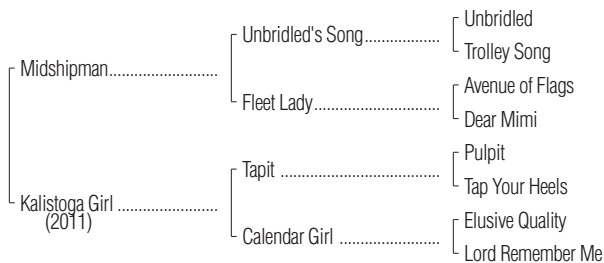 Unbridled
Unbridled's Song..................
Trolley Song
Midshipman..........................
Avenue of Flags
Fleet Lady..............................
Dear Mimi
Pulpit
Tapit ......................................
Tap Your Heels
Kalistoga Girl ........................
(2011)
Elusive Quality
Calendar Girl ........................
Lord Remember Me